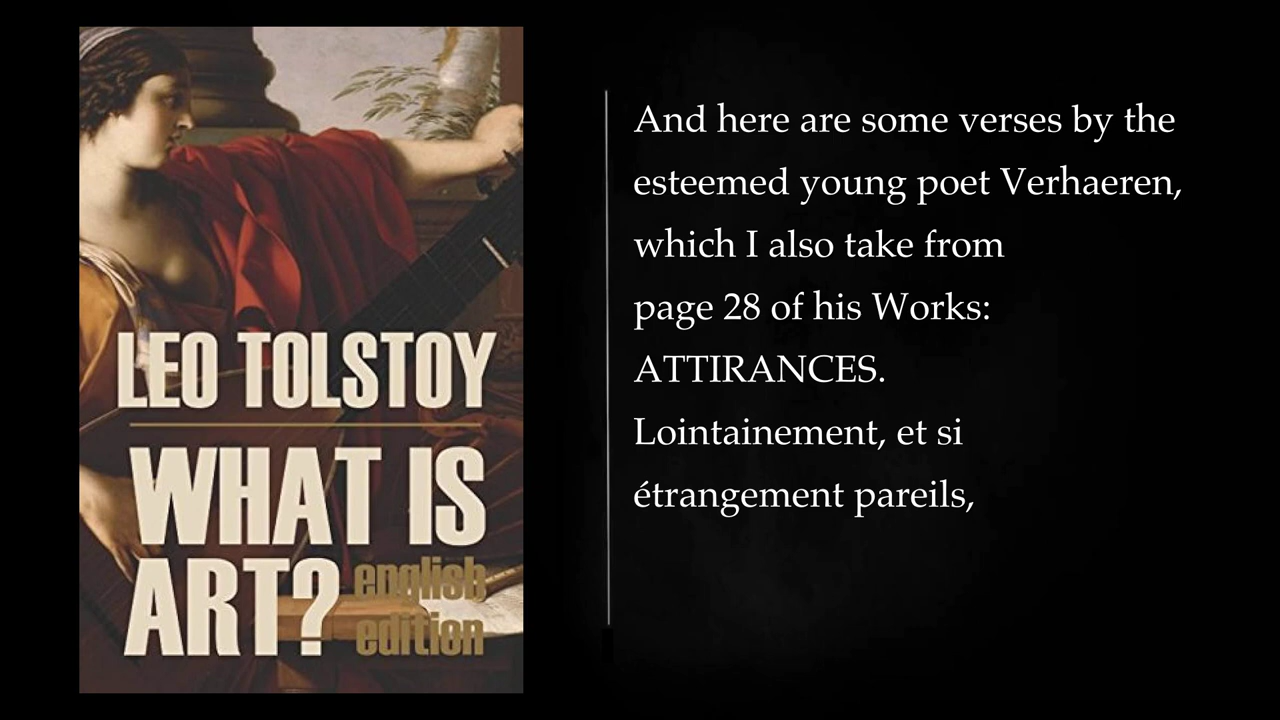 LEO TOLSTOY
WHAT IS
ART?
english
edition
And here are some verses by the
esteemed young poet Verhaeren,
which I also take from
page 28 of his Works:
ATTIRANCES.
Lointainement, et si
étrangement pareils,